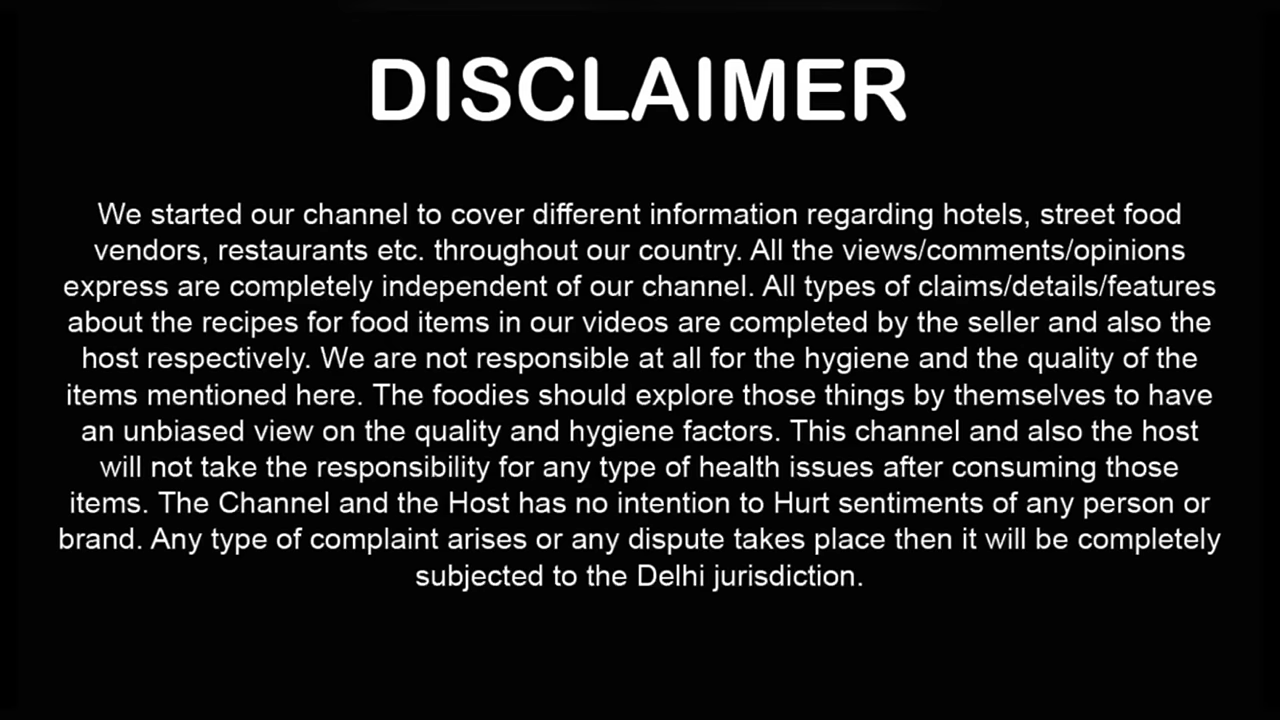 DISCLAIMER
We started our channel to cover different information regarding hotels, street food
vendors, restaurants etc. throughout our country. All the views/comments/opinions
express are completely independent of our channel. All types of claims/details/features
about the recipes for food items in our videos are completed by the seller and also the
host respectively. We are not responsible at all for the hygiene and the quality of the
items mentioned here. The foodies should explore those things by themselves to have
an unbiased view on the quality and hygiene factors. This channel and also the host
will not take the responsibility for any type of health issues after consuming those
items. The Channel and the Host has no intention to Hurt sentiments of any person or
brand. Any type of complaint arises or any dispute takes place then it will be completely
subjected to the Delhi jurisdiction.